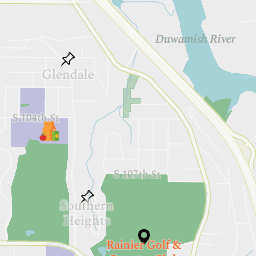 Duwamish River
Glendale
S 104th St
S 107th St
Southern
Heights
Rainier Golf &